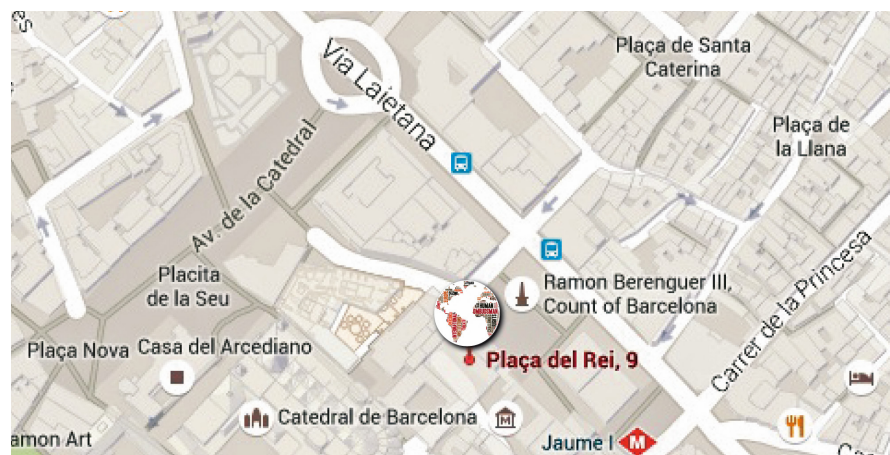 Via Laietana
Plaça de Santa
Caterina
Plaça de
la Llana
Av. de la Catedral
Placita
de la Seu
Ramon Berenguer III,
Count of Barcelona
Carrer de la Princesa
HUMAN
OMBUDSMAN
Plaça Nova
Casa del Arcediano
Plaça del Rei, 9
Catedral de Barcelona
M
amon Art
Jaume I
M